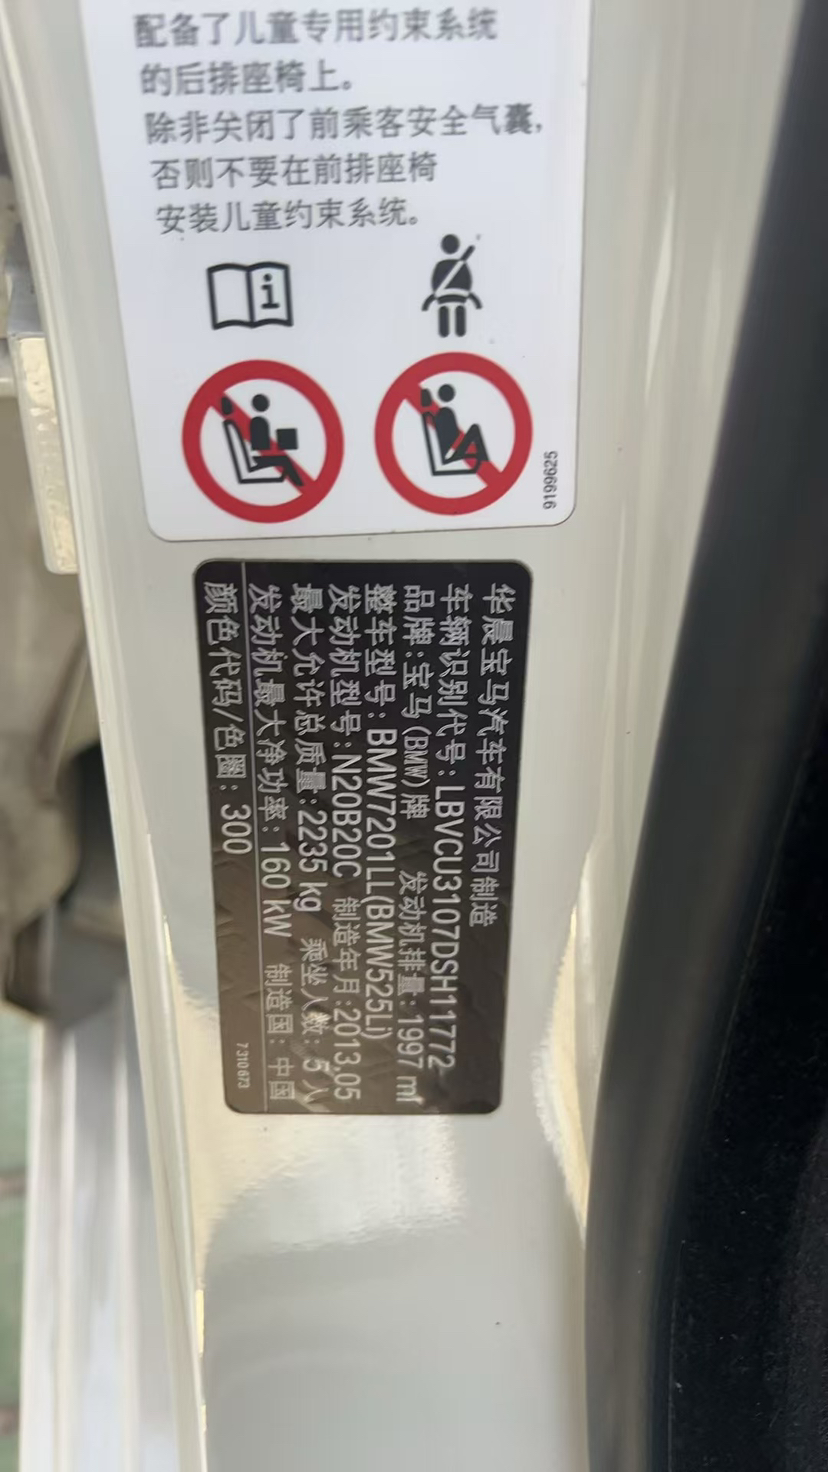 配备了儿童专用约束系统
的后排座椅上。
除非关闭了前乘客安全气囊,
否则不要在前排座椅
安装儿童约束系统。
9199625
华晨宝马汽车有限公司制造
车辆识别代号:LBVCU3107DSH11772
品牌:宝马(BMW)牌 发动机排量:1997 ml
整车型号:BMW7201LL(BMW525Li)
发动机型号:N20B20C 制造年月:2013.05
最大允许总质量:2235 kg 乘坐人数:5 人
发动机最大净功率:160 kW 制造国:中国
颜色代码/色圈:300
7310673